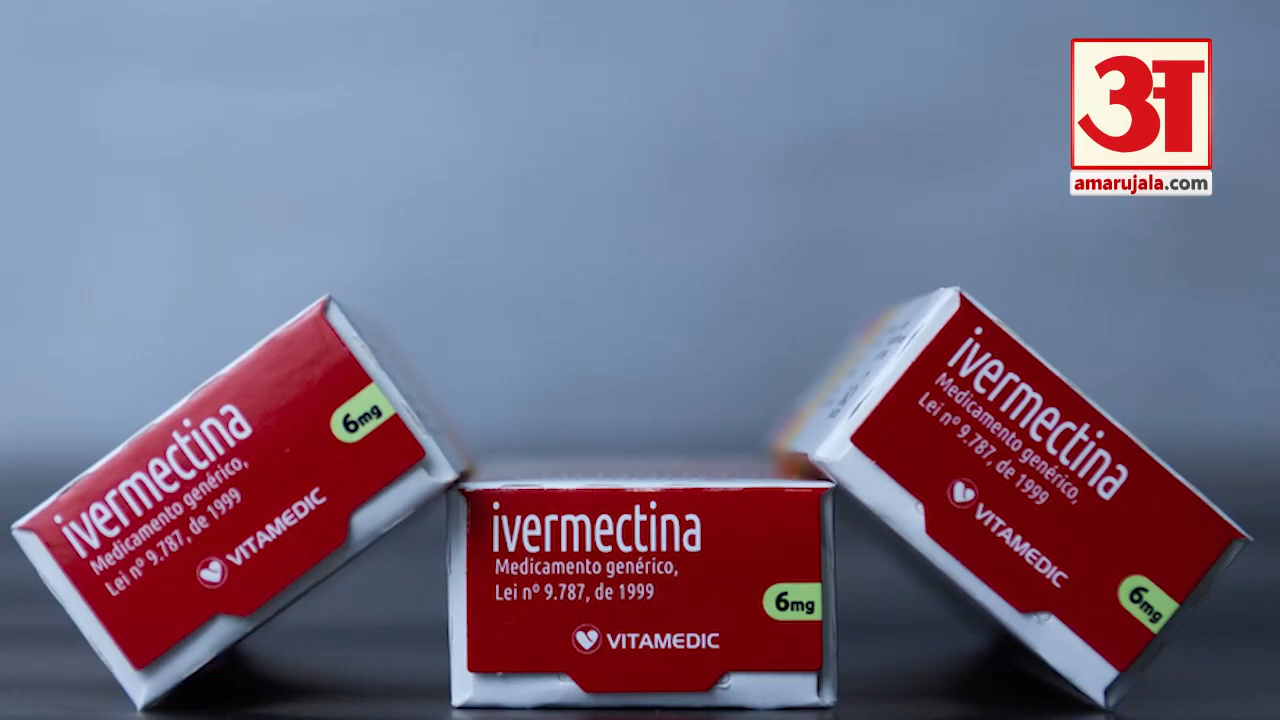 अ
amarujala.com
ivermectina
Medicamento genérico,
Lei nº 9.787, de 1999
VITAMEDIC
6mg
ivermectina
Medicamento genérico,
Lei nº 9.787, de 1999
6mg
VITAMEDIC
ivermectina
Medicamento genérico,
Lei nº 9.787, de 1999
VITAMEDIC
6mg